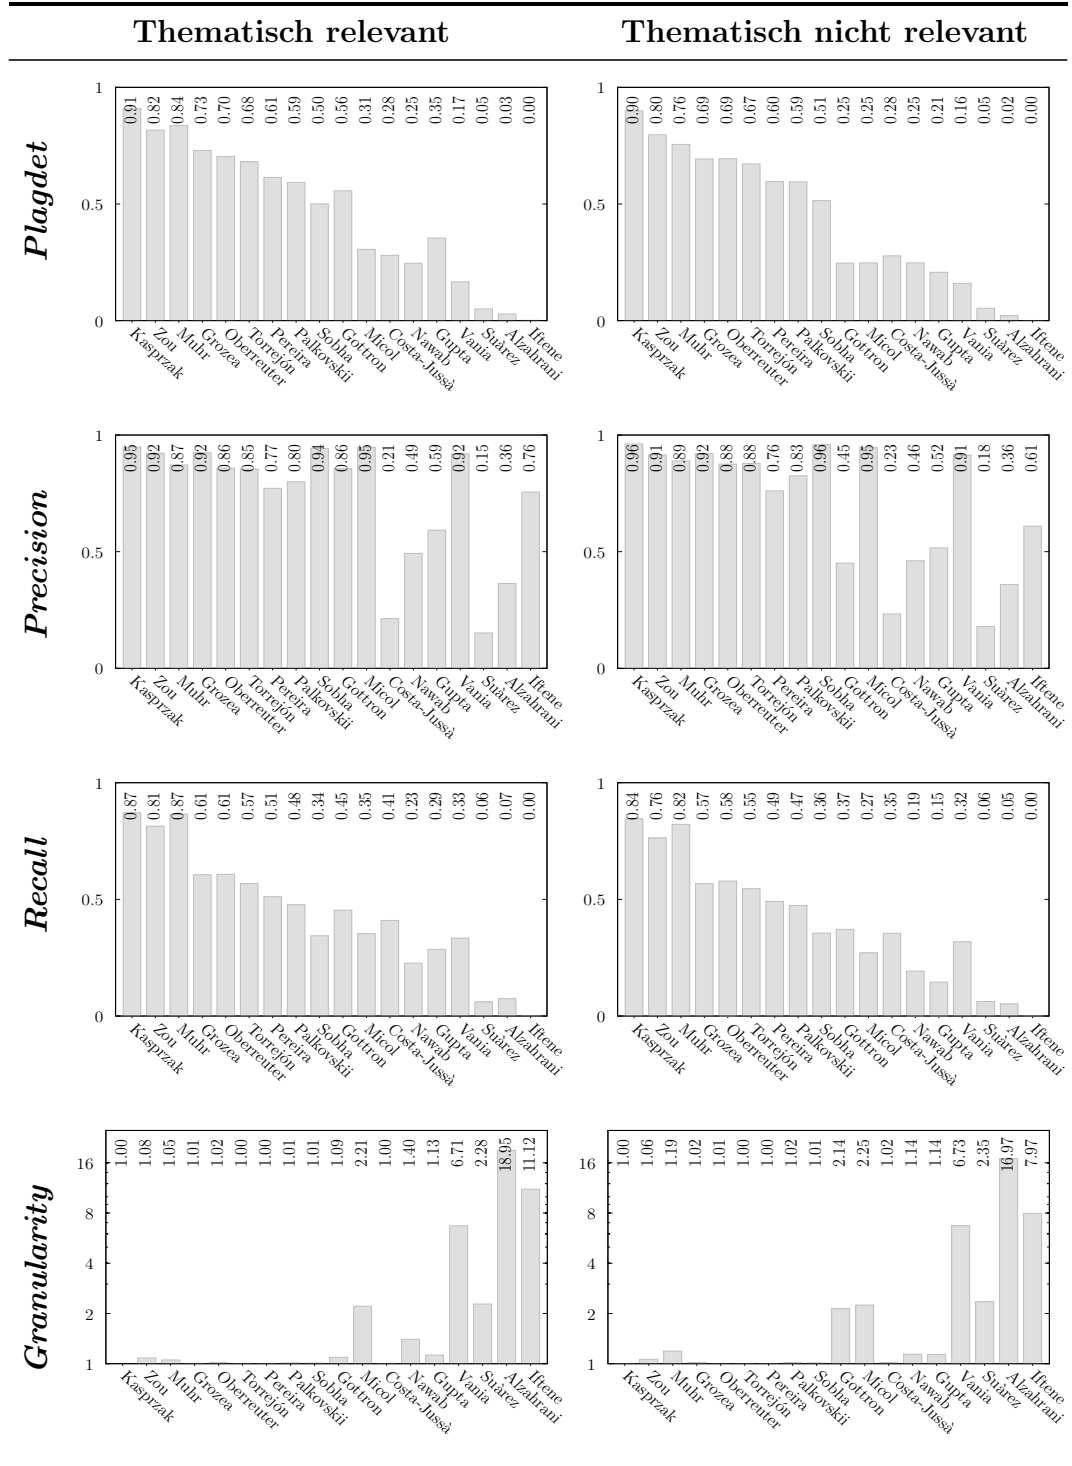 Thematisch relevant Thematisch nicht relevant
Plagdet
1
0.5
0
0.91 0.82 0.84 0.73 0.70 0.68 0.61 0.59 0.50 0.56 0.31 0.28 0.25 0.35 0.17 0.05 0.03 0.00
Kasprzak Zou Muhr Grozea Oberreuter Torrejón Pereira Palkovskii Sobha Gottron Micol Costa-Jussà Nawab Gupta Vania Suàrez Alzahrani Iftene
1
0.5
0
0.90 0.80 0.76 0.69 0.69 0.67 0.60 0.59 0.51 0.25 0.25 0.28 0.25 0.21 0.16 0.05 0.02 0.00
Kasprzak Zou Muhr Grozea Oberreuter Torrejón Pereira Palkovskii Sobha Gottron Micol Costa-Jussà Nawab Gupta Vania Suàrez Alzahrani Iftene
Precision
1
0.5
0
0.95 0.92 0.87 0.92 0.86 0.85 0.77 0.80 0.94 0.86 0.95 0.21 0.49 0.59 0.92 0.15 0.36 0.76
Kasprzak Zou Muhr Grozea Oberreuter Torrejón Pereira Palkovskii Sobha Gottron Micol Costa-Jussà Nawab Gupta Vania Suàrez Alzahrani Iftene
1
0.5
0
0.96 0.91 0.89 0.92 0.88 0.88 0.76 0.83 0.96 0.45 0.95 0.23 0.46 0.52 0.91 0.18 0.36 0.61
Kasprzak Zou Muhr Grozea Oberreuter Torrejón Pereira Palkovskii Sobha Gottron Micol Costa-Jussà Nawab Gupta Vania Suàrez Alzahrani Iftene
Recall
1
0.5
0
0.87 0.81 0.87 0.61 0.61 0.57 0.51 0.48 0.34 0.45 0.35 0.41 0.23 0.29 0.33 0.06 0.07 0.00
Kasprzak Zou Muhr Grozea Oberreuter Torrejón Pereira Palkovskii Sobha Gottron Micol Costa-Jussà Nawab Gupta Vania Suàrez Alzahrani Iftene
1
0.5
0
0.84 0.76 0.82 0.57 0.58 0.55 0.49 0.47 0.36 0.37 0.27 0.35 0.19 0.15 0.32 0.06 0.05 0.00
Kasprzak Zou Muhr Grozea Oberreuter Torrejón Pereira Palkovskii Sobha Gottron Micol Costa-Jussà Nawab Gupta Vania Suàrez Alzahrani Iftene
Granularity
16
8
4
2
1
1.00 1.08 1.05 1.01 1.02 1.00 1.00 1.01 1.01 1.09 2.21 1.00 1.40 1.13 6.71 2.28 18.95 11.12
Kasprzak Zou Muhr Grozea Oberreuter Torrejón Pereira Palkovskii Sobha Gottron Micol Costa-Jussà Nawab Gupta Vania Suàrez Alzahrani Iftene
16
8
4
2
1
1.00 1.06 1.19 1.02 1.01 1.00 1.00 1.02 1.01 2.14 2.25 1.02 1.14 1.14 6.73 2.35 16.97 7.97
Kasprzak Zou Muhr Grozea Oberreuter Torrejón Pereira Palkovskii Sobha Gottron Micol Costa-Jussà Nawab Gupta Vania Suàrez Alzahrani Iftene